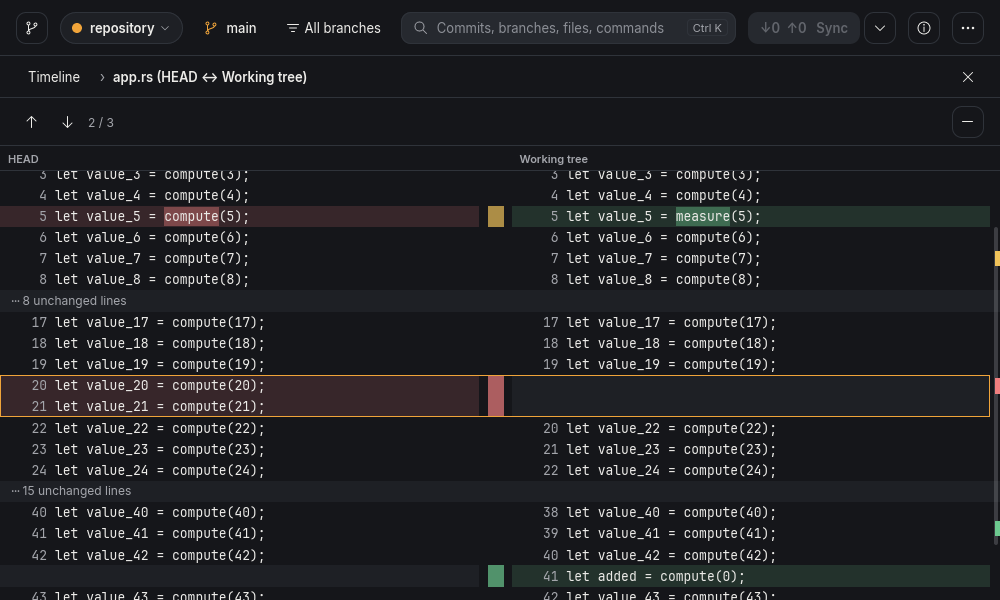 repository main All branches Commits, branches, files, commands Ctrl K ↓0 ↑0 Sync
Timeline › app.rs (HEAD ↔ Working tree)
2 / 3
HEAD Working tree
3 let value_3 = compute(3); 3 let value_3 = compute(3);
4 let value_4 = compute(4); 4 let value_4 = compute(4);
5 let value_5 = compute(5); 5 let value_5 = measure(5);
6 let value_6 = compute(6); 6 let value_6 = compute(6);
7 let value_7 = compute(7); 7 let value_7 = compute(7);
8 let value_8 = compute(8); 8 let value_8 = compute(8);
··· 8 unchanged lines
17 let value_17 = compute(17); 17 let value_17 = compute(17);
18 let value_18 = compute(18); 18 let value_18 = compute(18);
19 let value_19 = compute(19); 19 let value_19 = compute(19);
20 let value_20 = compute(20);
21 let value_21 = compute(21);
22 let value_22 = compute(22); 20 let value_22 = compute(22);
23 let value_23 = compute(23); 21 let value_23 = compute(23);
24 let value_24 = compute(24); 22 let value_24 = compute(24);
··· 15 unchanged lines
40 let value_40 = compute(40); 38 let value_40 = compute(40);
41 let value_41 = compute(41); 39 let value_41 = compute(41);
42 let value_42 = compute(42); 40 let value_42 = compute(42);
41 let added = compute(0);
43 let value_43 = compute(43); 42 let value_43 = compute(43);